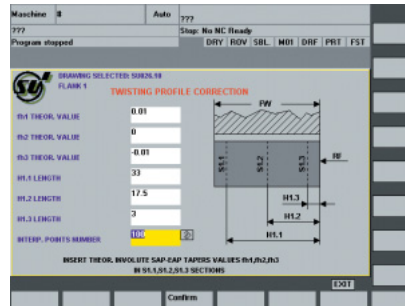 Maschine 8 Auto ???
??? Stop: No NC Ready
Program stopped DRY ROV SBL M01 DRF PRT FST
SU
DRAWING SELECTED: SU026.10
FLANK 1
TWISTING PROFILE CORRECTION
fh1 THEOR. VALUE 0.01
fh2 THEOR. VALUE 0
fh3 THEOR. VALUE -0.01
H1.1 LENGTH 33
H1.2 LENGTH 17.5
H1.3 LENGTH 3
INTERP. POINTS NUMBER 100
FW
S1.1 S1.2 S1.3 RF
H1.3
H1.2
H1.1
INSERT THEOR. INVOLUTE SAP-EAP TAPERS VALUES fh1,fh2,fh3
IN S1.1,S1.2,S1.3 SECTIONS
EXIT
Confirm